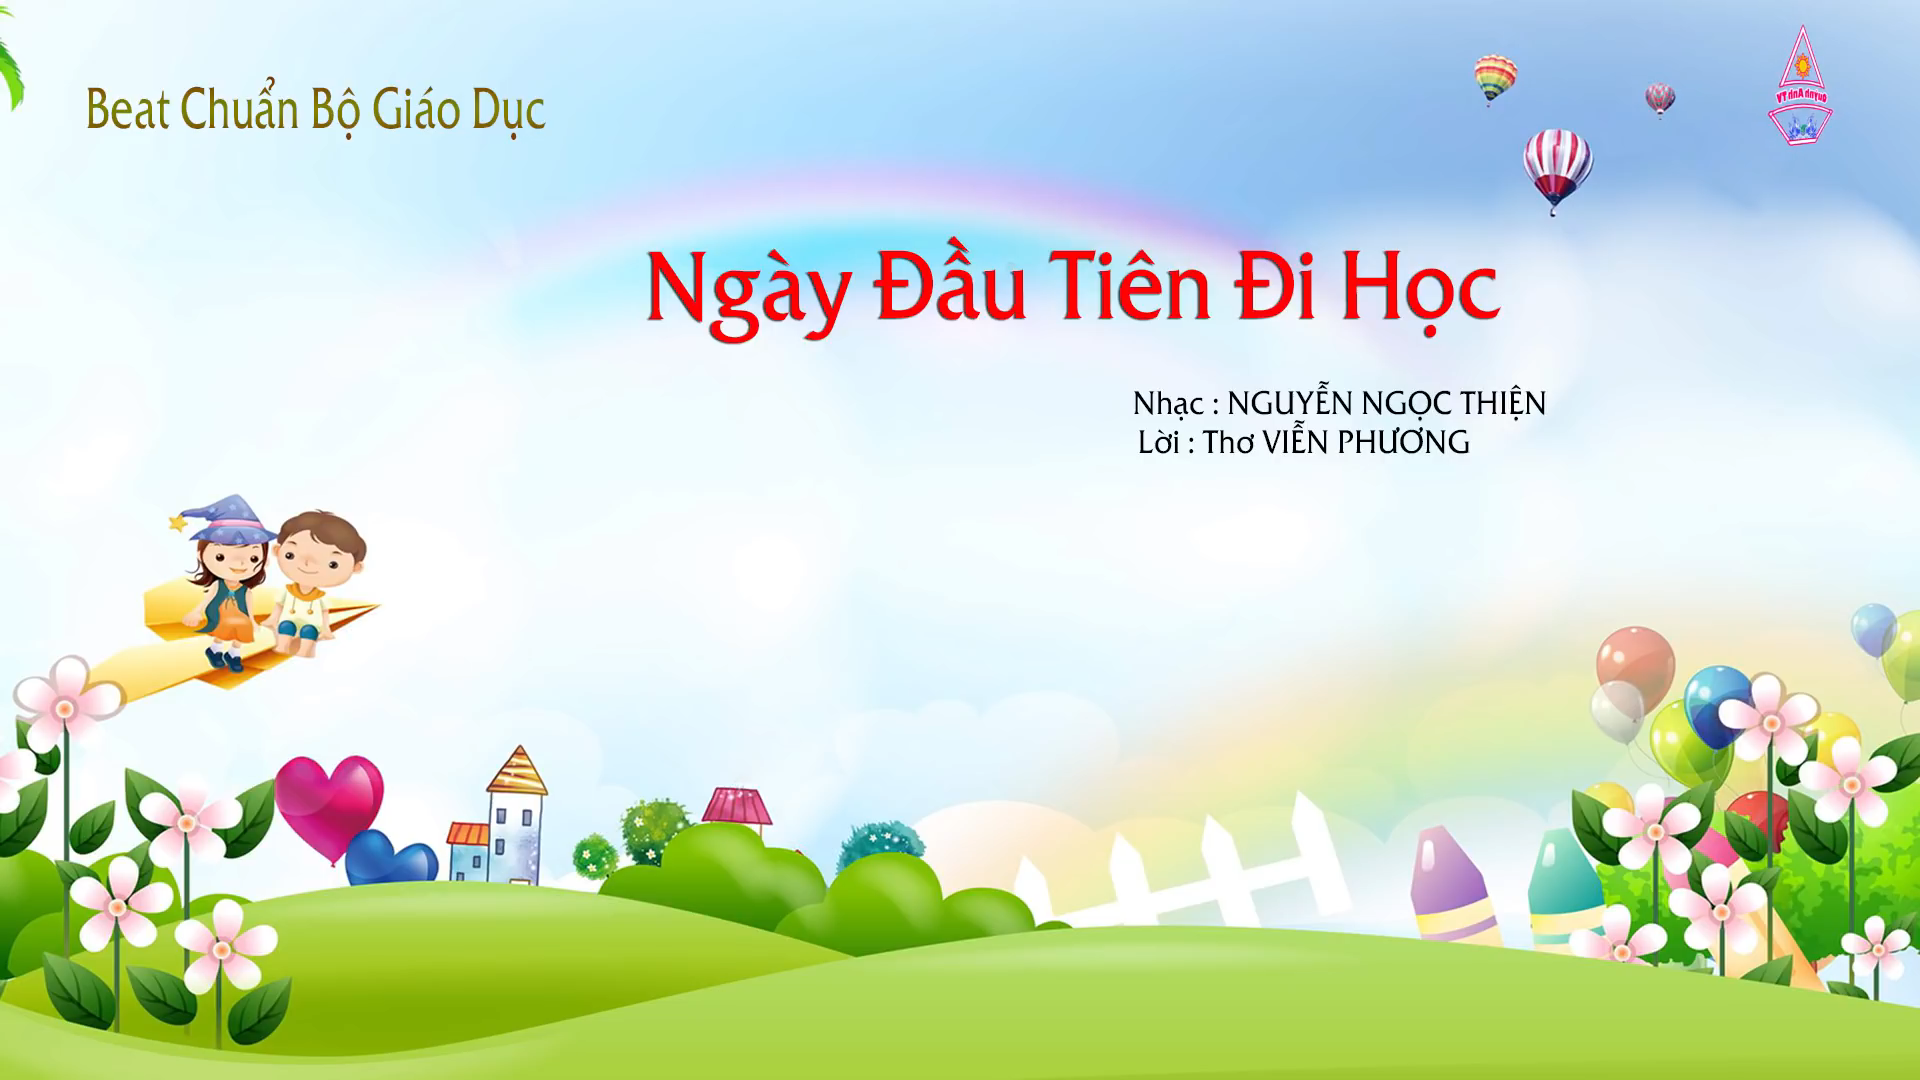 Beat Chuẩn Bộ Giáo Dục
Ngày Đầu Tiên Đi Học
Nhạc : NGUYỄN NGỌC THIỆN
Lời : Thơ VIỄN PHƯƠNG